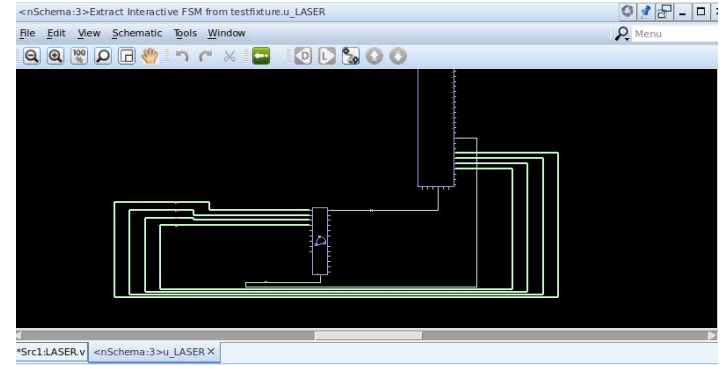 <nSchema:3>Extract Interactive FSM from testfixture.u_LASER
File Edit View Schematic Tools Window
Menu
100 %
D L
*Src1:LASER.v <nSchema:3>u_LASER